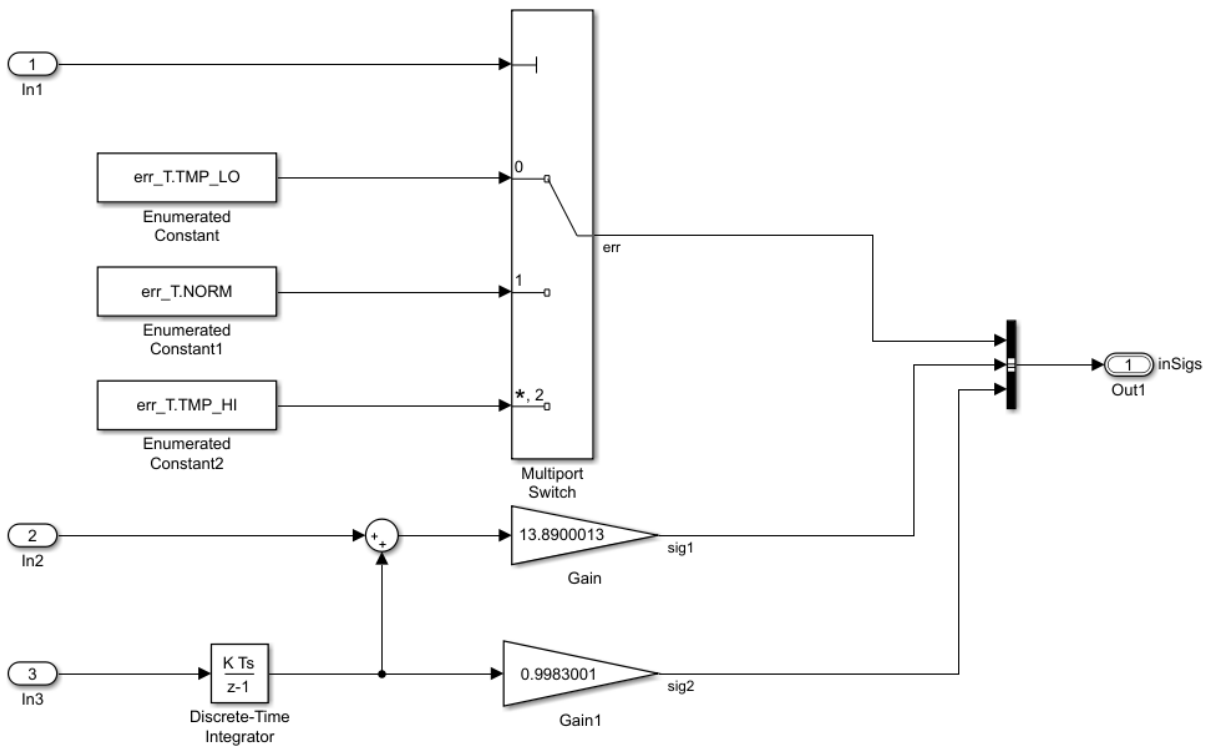 1
In1
err_T.TMP_LO
Enumerated
Constant
0
err
err_T.NORM
Enumerated
Constant1
1
err_T.TMP_HI
Enumerated
Constant2
*, 2
Multiport
Switch
1
inSigs
Out1
2
In2
+
+
13.8900013
sig1
Gain
3
In3
K Ts
z-1
Discrete-Time
Integrator
0.9983001
sig2
Gain1